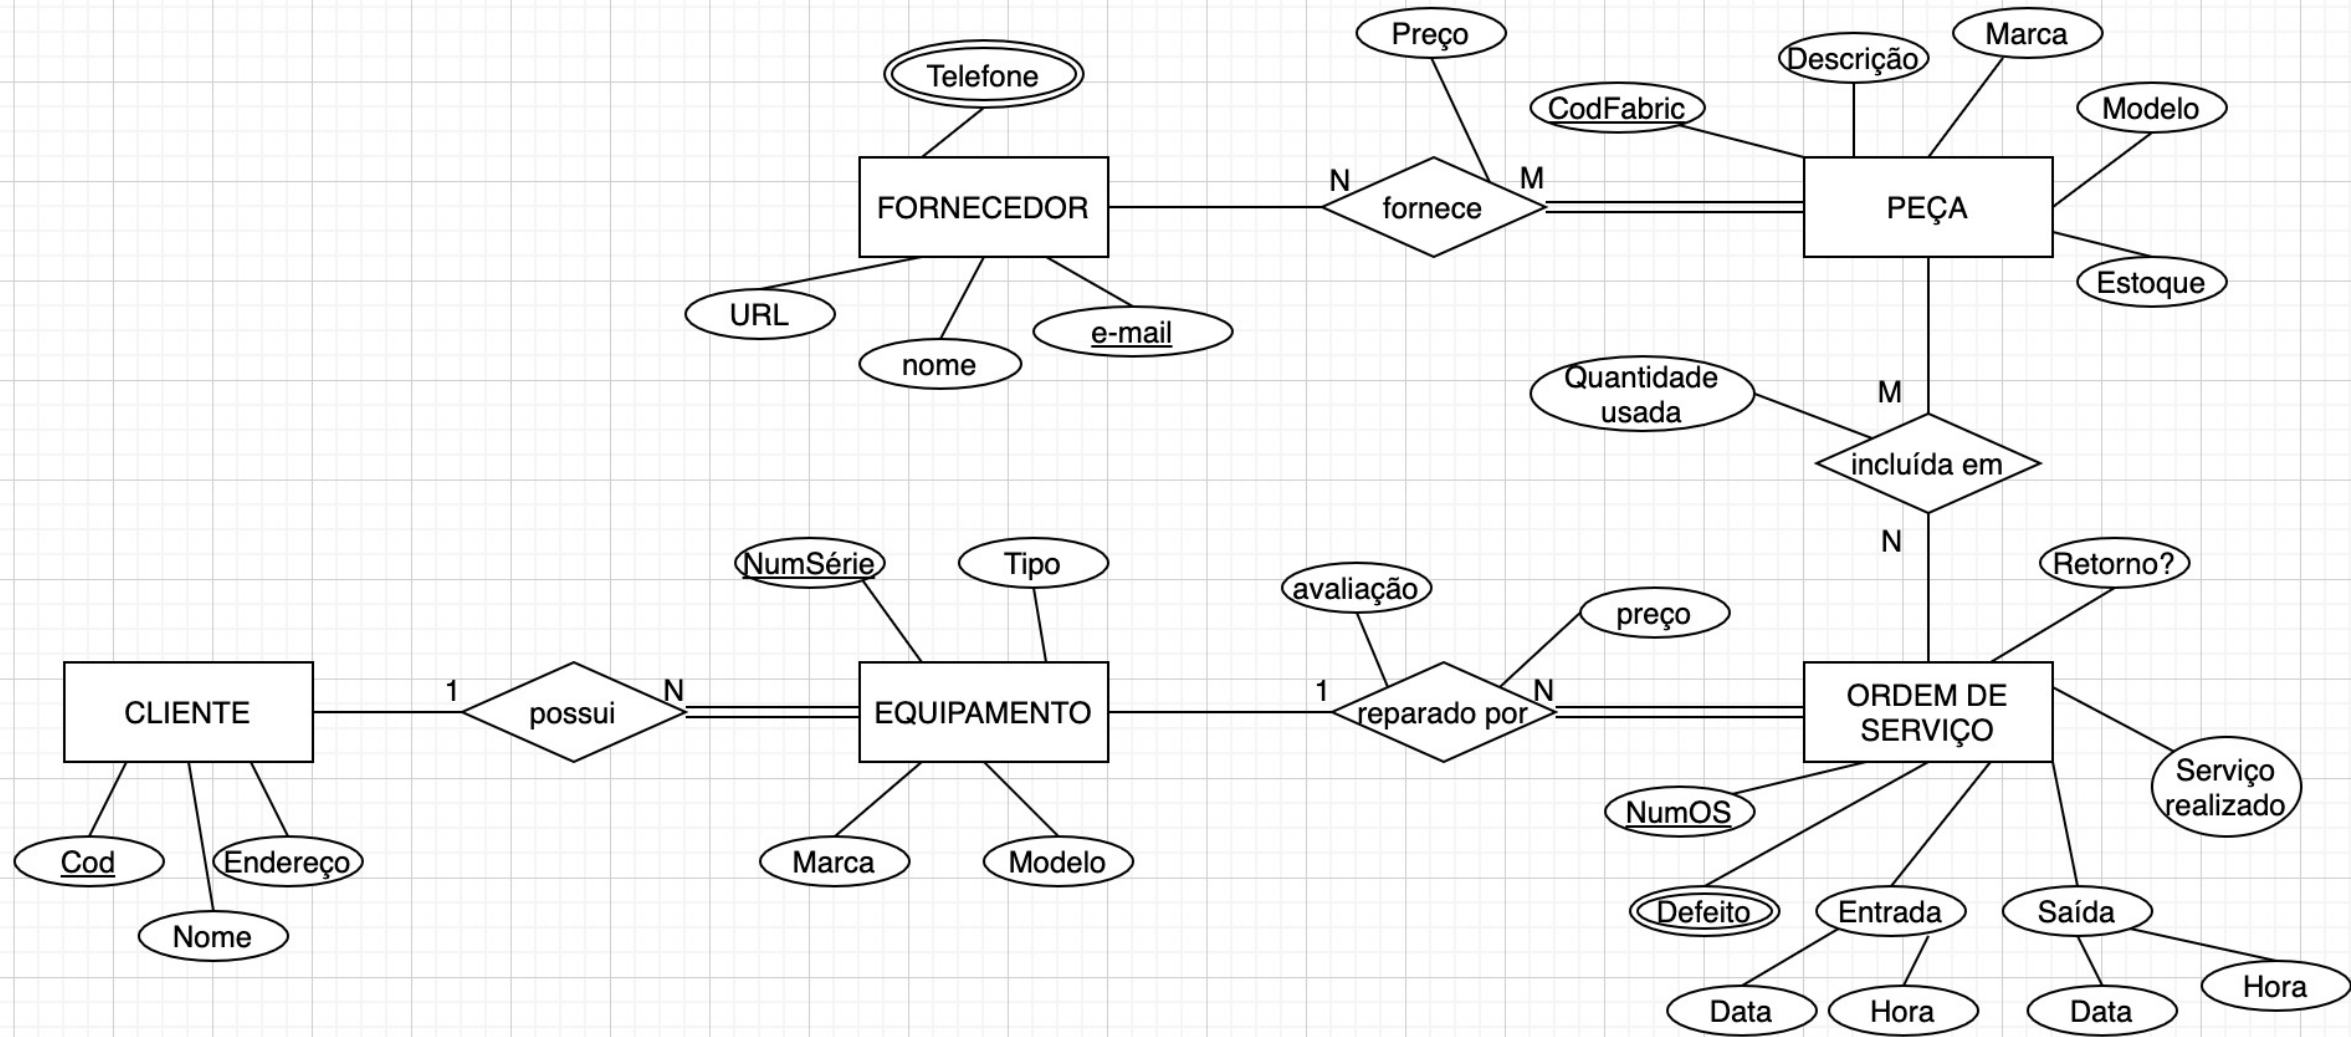 Preço
Marca
Descrição
Telefone
CodFabric
Modelo
N
M
FORNECEDOR
fornece
PEÇA
Estoque
URL
e-mail
nome
Quantidade
usada
M
incluída em
N
NumSérie
Tipo
Retorno?
avaliação
preço
1
N
1
N
CLIENTE
possui
EQUIPAMENTO
reparado por
ORDEM DE
SERVIÇO
Serviço
realizado
NumOS
Cod
Endereço
Marca
Modelo
Nome
Defeito
Entrada
Saída
Data
Hora
Data
Hora